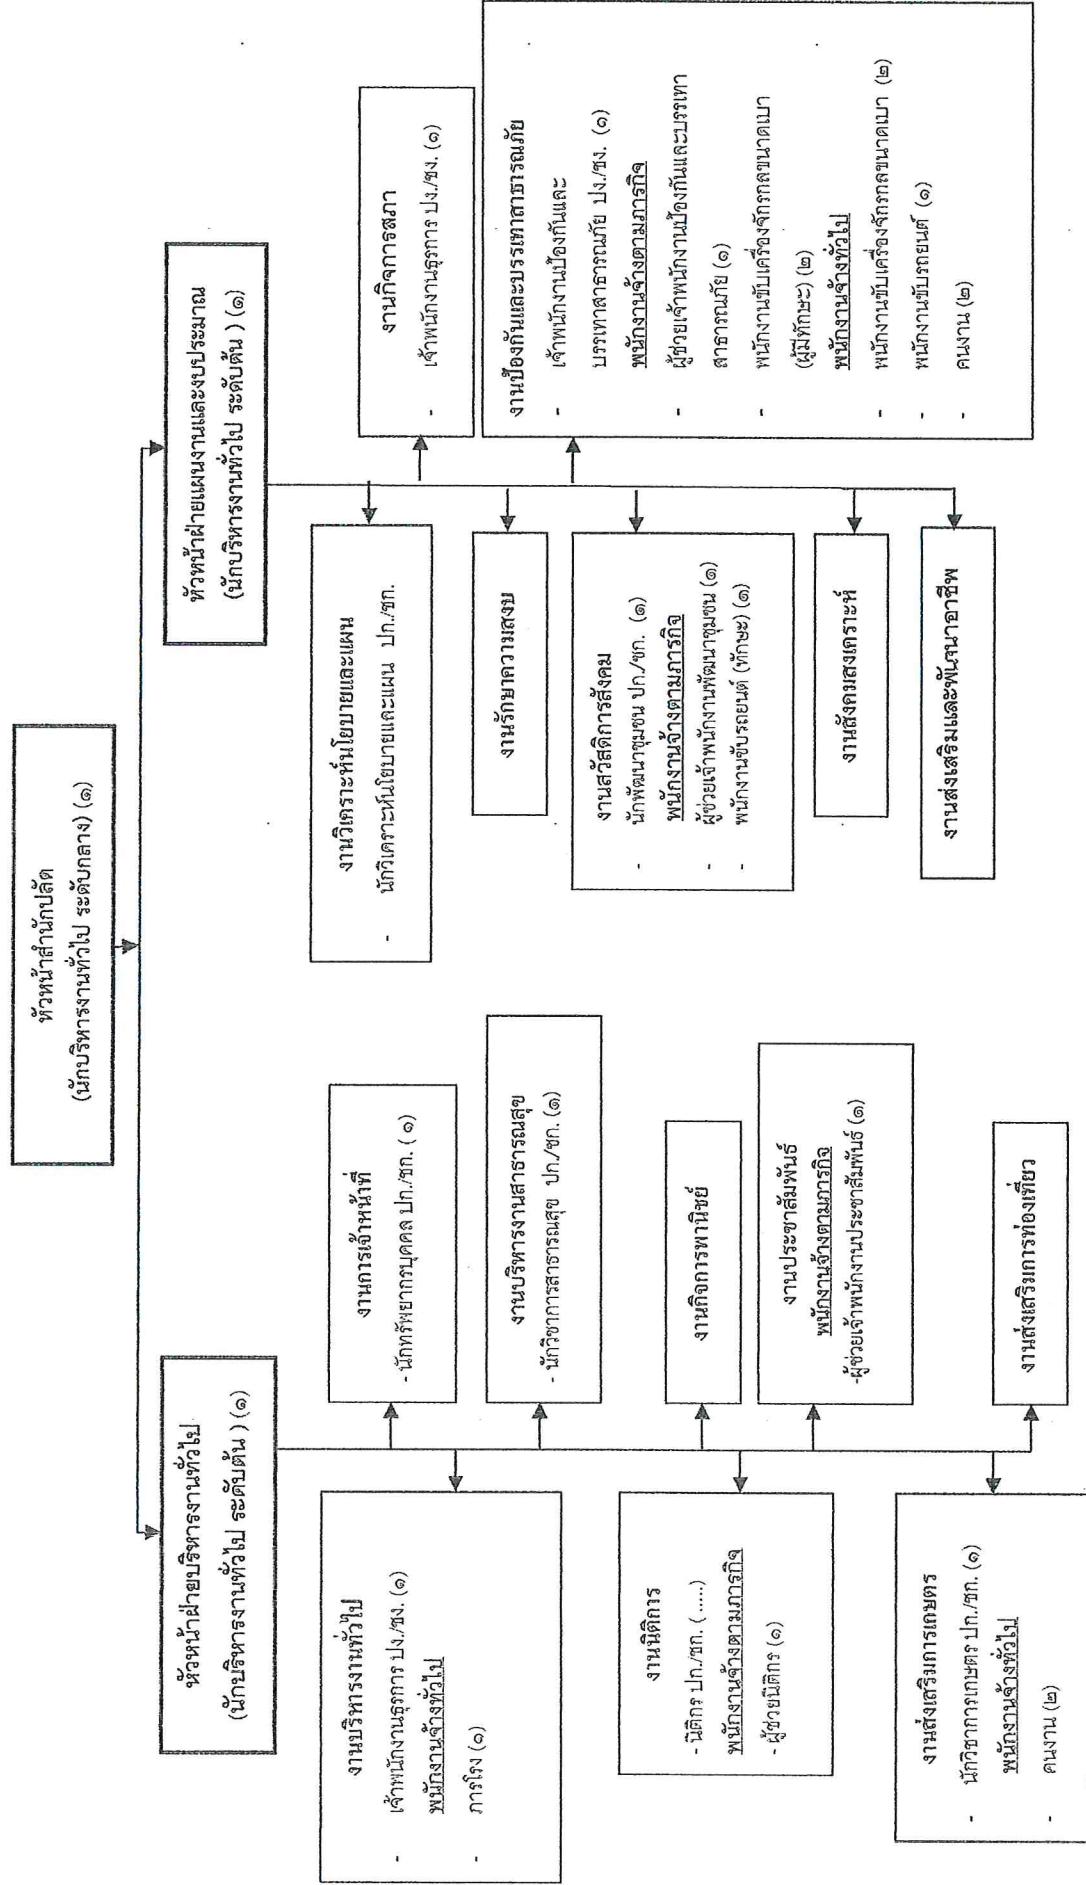 หัวหน้าสำนักปลัด
(นักบริหารงานทั่วไป ระดับกลาง) (๑)
หัวหน้าฝ่ายบริหารงานทั่วไป
(นักบริหารงานทั่วไป ระดับต้น ) (๑)
หัวหน้าฝ่ายแผนงานและงบประมาณ
(นักบริหารงานทั่วไป ระดับต้น ) (๑)
งานบริหารงานทั่วไป
- เจ้าพนักงานธุรการ ปง./ชง. (๑)
พนักงานจ้างทั่วไป
- ภารโรง (๑)
งานการเจ้าหน้าที่
- นักทรัพยากรบุคคล ปก./ชก. ( ๑)
งานบริหารงานสาธารณสุข
- นักวิชาการสาธารณสุข ปก./ชก. (๑)
งานนิติการ
- นิติกร ปก./ชก. ( .....)
พนักงานจ้างตามภารกิจ
- ผู้ช่วยนิติกร (๑)
งานกิจการพานิชย์
งานประชาสัมพันธ์
พนักงานจ้างตามภารกิจ
-ผู้ช่วยเจ้าพนักงานประชาสัมพันธ์ (๑)
งามส่งเสริมการเกษตร
- นักวิชาการเกษตร ปก./ชก. (๑)
พนักงานจ้างทั่วไป
- คนงาน (๒)
งานส่งเสริมการท่องเที่ยว
งานวิเคราะห์นโยบายและแผน
- นักวิเคราะห์นโยบายและแผน ปก./ชก.
งานกิจการสภา
- เจ้าพนักงานธุรการ ปง./ชง. (๑)
งานรักษาความสงบ
งานป้องกันและบรรเทาสาธารณภัย
- เจ้าพนักงานป้องกันและ
บรรเทาสาธารณภัย ปง./ชง. (๑)
พนักงานจ้างตามภารกิจ
- ผู้ช่วยเจ้าพนักงานป้องกันและบรรเทา
สาธารณภัย (๑)
- พนักงานขับเครื่องจักรกลขนาดเบา
(ผู้มีทักษะ) (๒)
พนักงานจ้างทั่วไป
- พนักงานขับเครื่องจักรกลขนาดเบา (๒)
- พนักงานขับรถยนต์ (๑)
- คนงาน (๒)
งานสวัสดิการสังคม
- นักพัฒนาชุมชน ปก./ชก. (๑)
พนักงานจ้างตามภารกิจ
- ผู้ช่วยเจ้าพนักงานพัฒนาชุมชน (๑)
- พนักงานขับรถยนต์ (ทักษะ) (๑)
งานสังคมสงเคราะห์
งานส่งเสริมและพัฒนาอาชีพ